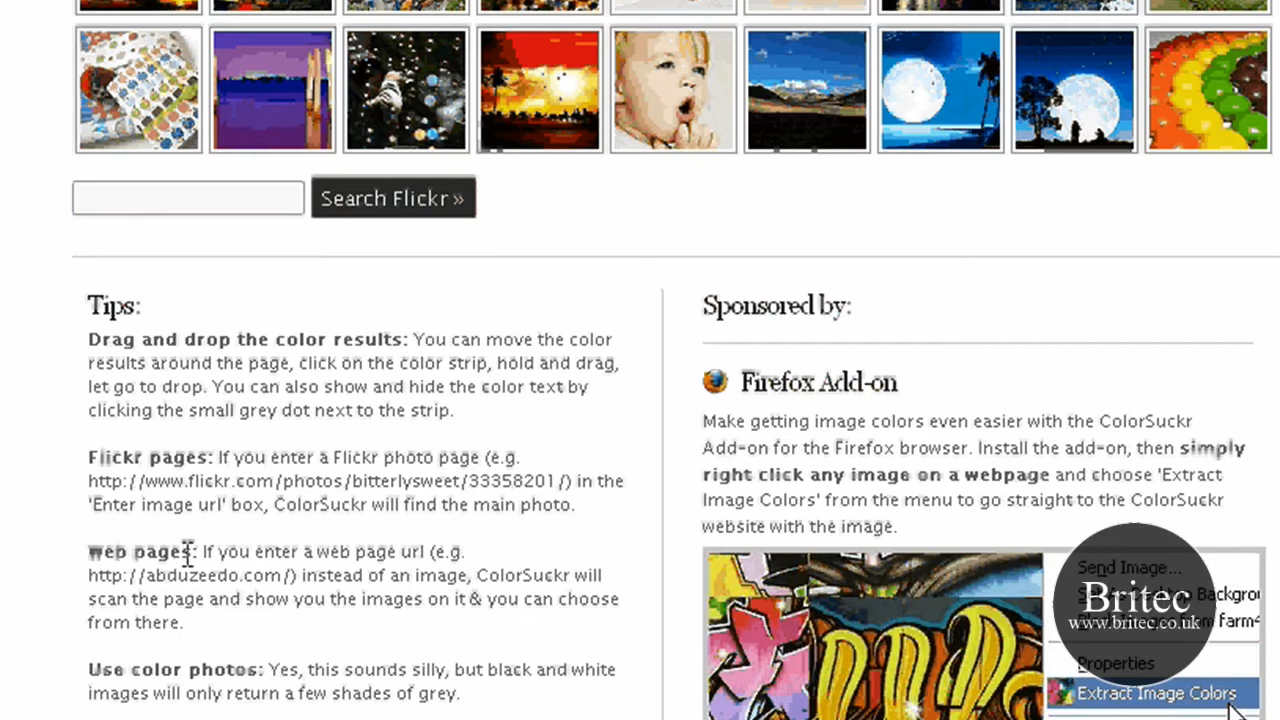 Search Flickr »
Tips:
Drag and drop the color results: You can move the color
results around the page, click on the color strip, hold and drag,
let go to drop. You can also show and hide the color text by
clicking the small grey dot next to the strip.
Flickr pages: If you enter a Flickr photo page (e.g.
http://www.flickr.com/photos/bitterlysweet/33358201/) in the
'Enter image url' box, ColorSuckr will find the main photo.
Web pages: If you enter a web page url (e.g.
http://abduzeedo.com/) instead of an image, ColorSuckr will
scan the page and show you the images on it & you can choose
from there.
Use color photos: Yes, this sounds silly, but black and white
images will only return a few shades of grey.
Sponsored by:
Firefox Add-on
Make getting image colors even easier with the ColorSuckr
Add-on for the Firefox browser. Install the add-on, then simply
right click any image on a webpage and choose 'Extract
Image Colors' from the menu to go straight to the ColorSuckr
website with the image.
Send Image...
Desktop Backgrou
from farm4
Properties
Extract Image Colors
Britec
www.britec.co.uk